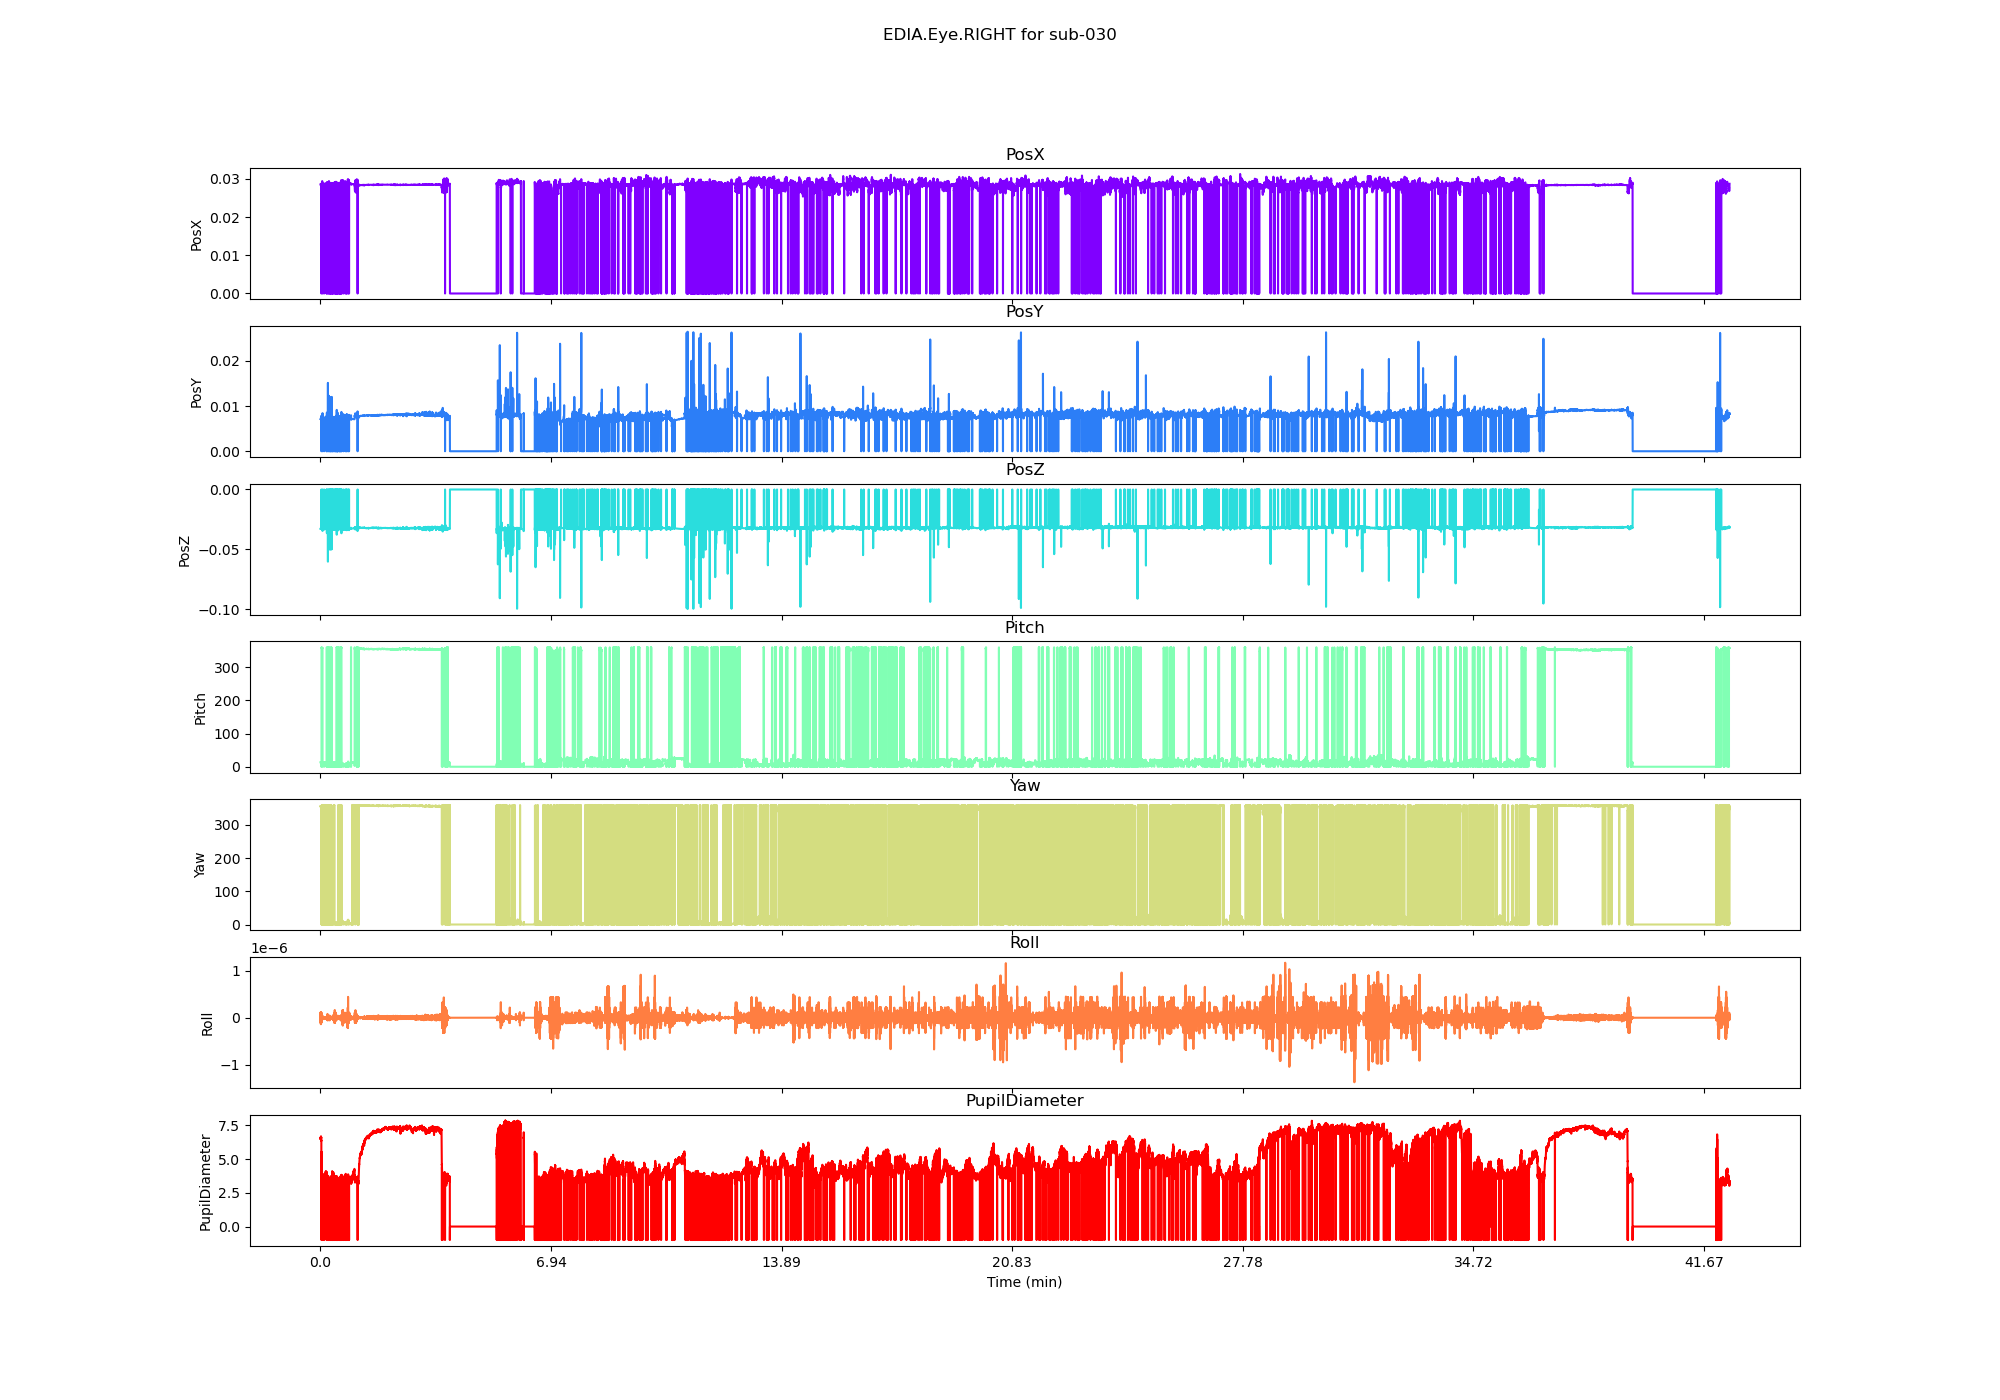 EDIA.Eye.RIGHT for sub-030
PosX
0.03
0.02
0.01
0.00
PosX
PosY
0.02
0.01
0.00
PosY
PosZ
0.00
−0.05
−0.10
PosZ
Pitch
300
200
100
0
Pitch
Yaw
300
200
100
0
Yaw
1e−6
Roll
1
0
−1
Roll
PupilDiameter
7.5
5.0
2.5
0.0
PupilDiameter
0.0 6.94 13.89 20.83 27.78 34.72 41.67
Time (min)